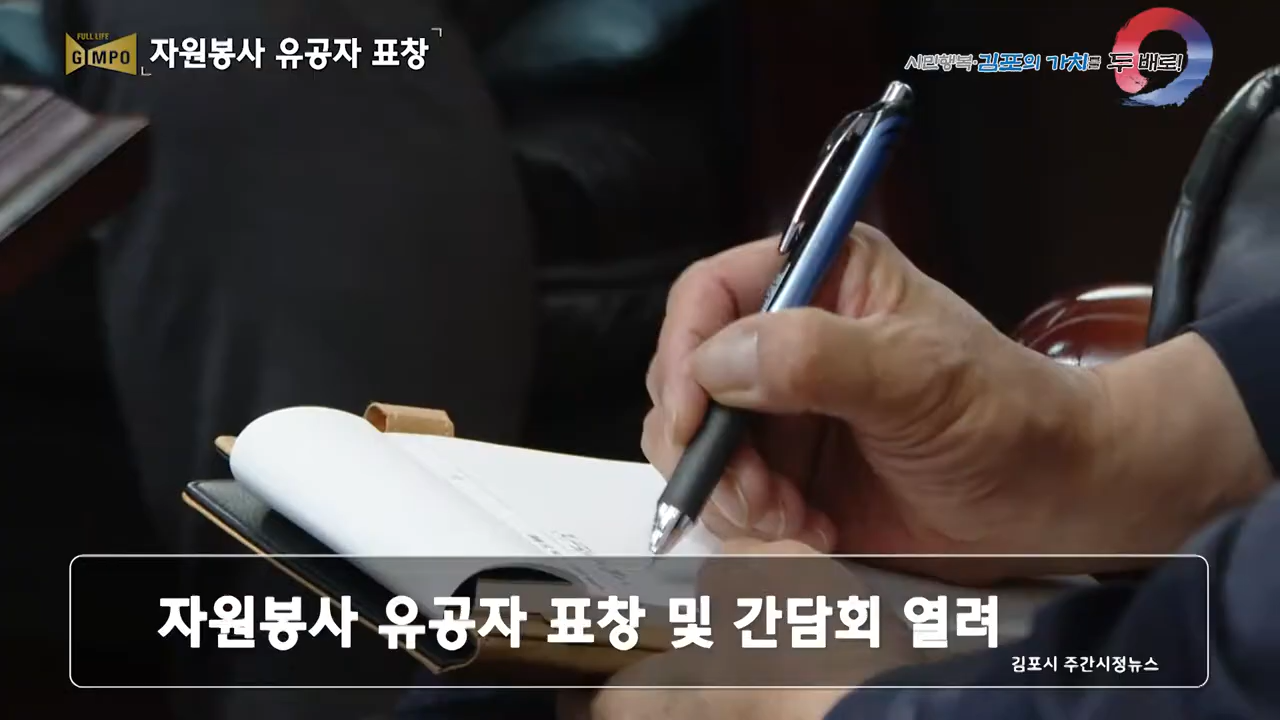 FULL LIFE
GIMPO
자원봉사 유공자 표창
시민행복·김포의 가치를 두 배로!
자원봉사 유공자 표창 및 간담회 열려
김포시 주간시정뉴스